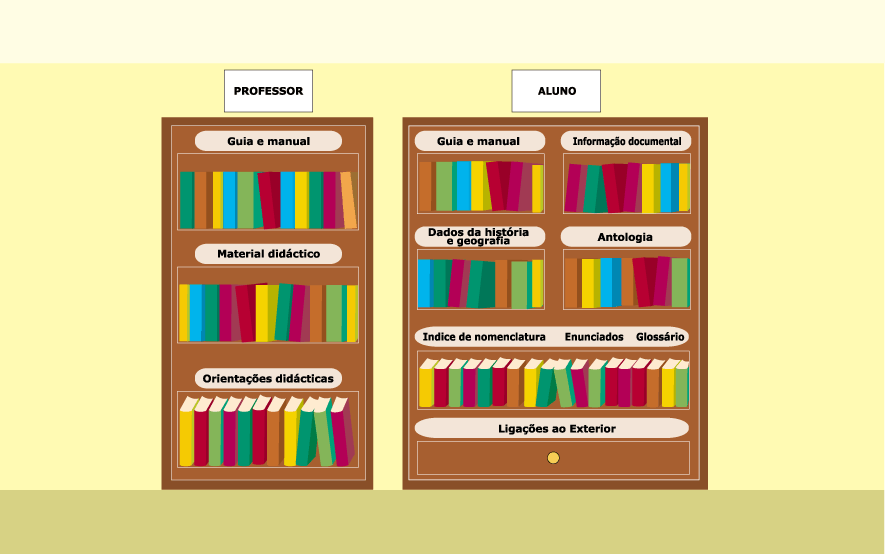 PROFESSOR
Guia e manual
Material didáctico
Orientações didácticas
ALUNO
Guia e manual
Informação documental
Dados da história
e geografia
Antologia
Indice de nomenclatura Enunciados Glossário
Ligações ao Exterior